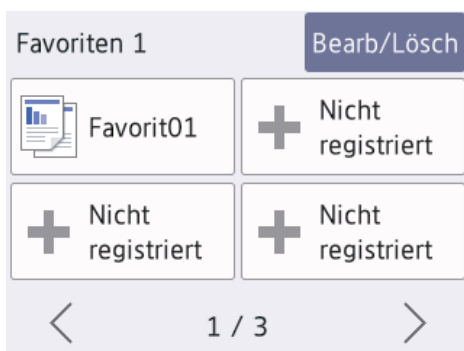 Favoriten 1
Bearb/Lösch
Favorit01
Nicht
registriert
Nicht
registriert
Nicht
registriert
1 / 3